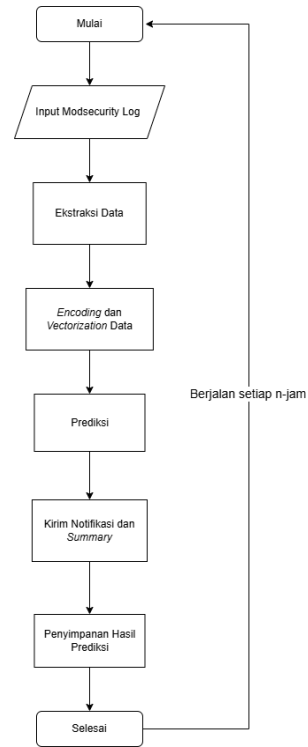 Mulai
Input Modsecurity Log
Ekstraksi Data
Encoding dan
Vectorization Data
Berjalan setiap n-jam
Prediksi
Kirim Notifikasi dan
Summary
Penyimpanan Hasil
Prediksi
Selesai